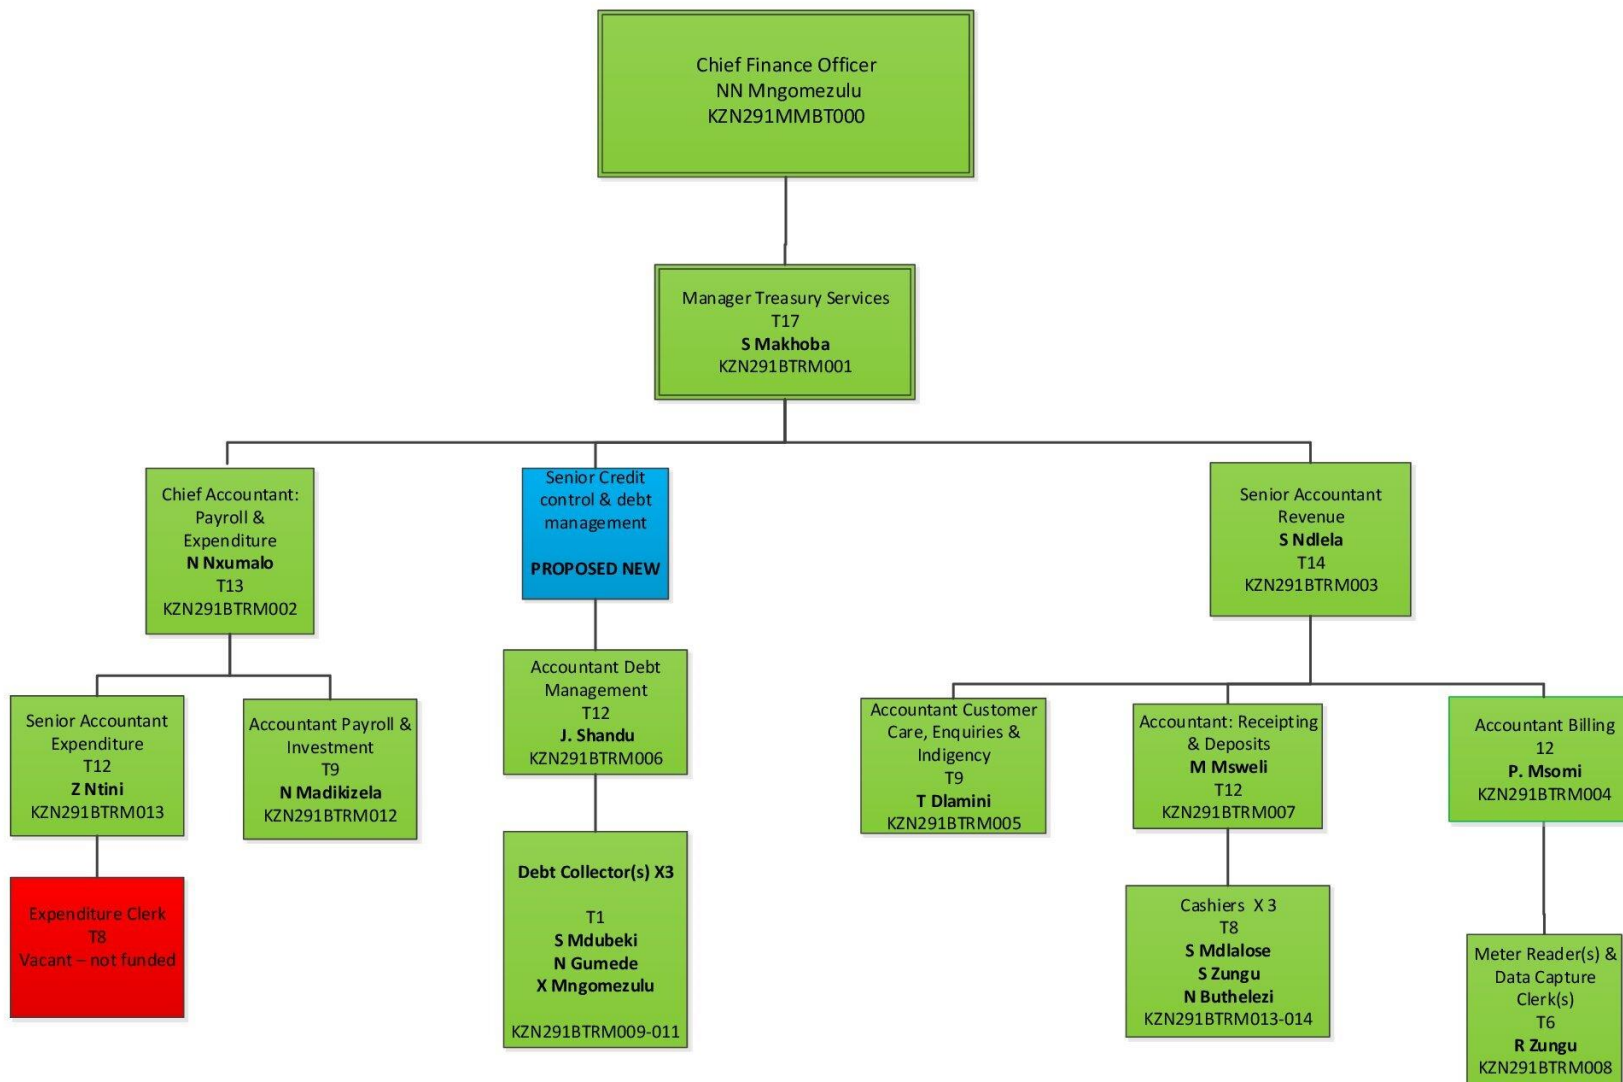 Chief Finance Officer
NN Mngomezulu
KZN291MMBT000
Manager Treasury Services
T17
S Makhoba
KZN291BTRM001
Chief Accountant:
Payroll &
Expenditure
N Nxumalo
T13
KZN291BTRM002
Senior Credit
control & debt
management
PROPOSED NEW
Senior Accountant
Revenue
S Ndlela
T14
KZN291BTRM003
Senior Accountant
Expenditure
T12
Z Ntini
KZN291BTRM013
Accountant Payroll &
Investment
T9
N Madikizela
KZN291BTRM012
Accountant Debt
Management
T12
J. Shandu
KZN291BTRM006
Accountant Customer
Care, Enquiries &
Indigency
T9
T Dlamini
KZN291BTRM005
Accountant: Receipting
& Deposits
M Msweli
T12
KZN291BTRM007
Accountant Billing
12
P. Msomi
KZN291BTRM004
Expenditure Clerk
T8
Vacant – not funded
Debt Collector(s) X3
T1
S Mdubeki
N Gumede
X Mngomezulu
KZN291BTRM009-011
Cashiers X 3
T8
S Mdlalose
S Zungu
N Buthelezi
KZN291BTRM013-014
Meter Reader(s) &
Data Capture
Clerk(s)
T6
R Zungu
KZN291BTRM008